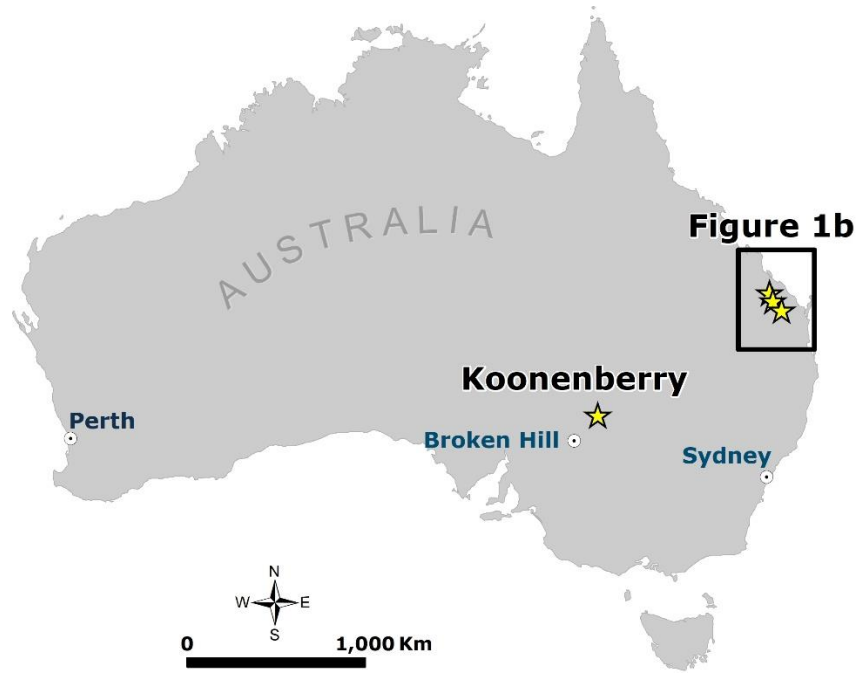 AUSTRALIA
Figure 1b
Koonenberry
Perth
Broken Hill
Sydney
N
W E
S
0 1,000 Km